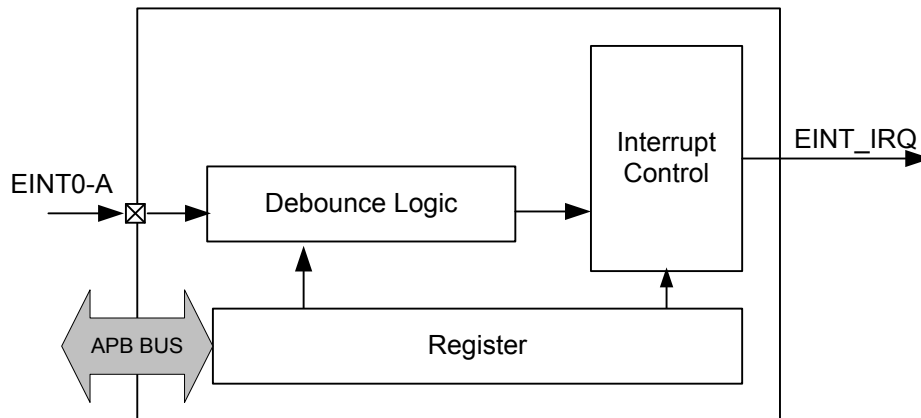 Interrupt
Control
EINT_IRQ
EINT0-A
Debounce Logic
APB BUS
Register